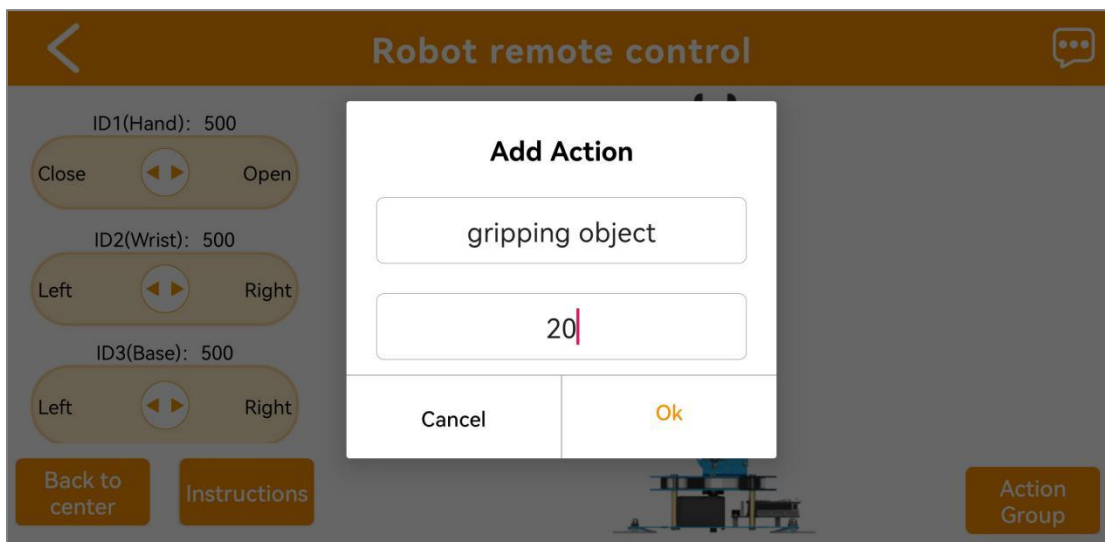 Robot remote control
ID1(Hand): 500
Close Open
ID2(Wrist): 500
Left Right
ID3(Base): 500
Left Right
Back to
center
Instructions
Add Action
gripping object
20
Cancel Ok
Action
Group